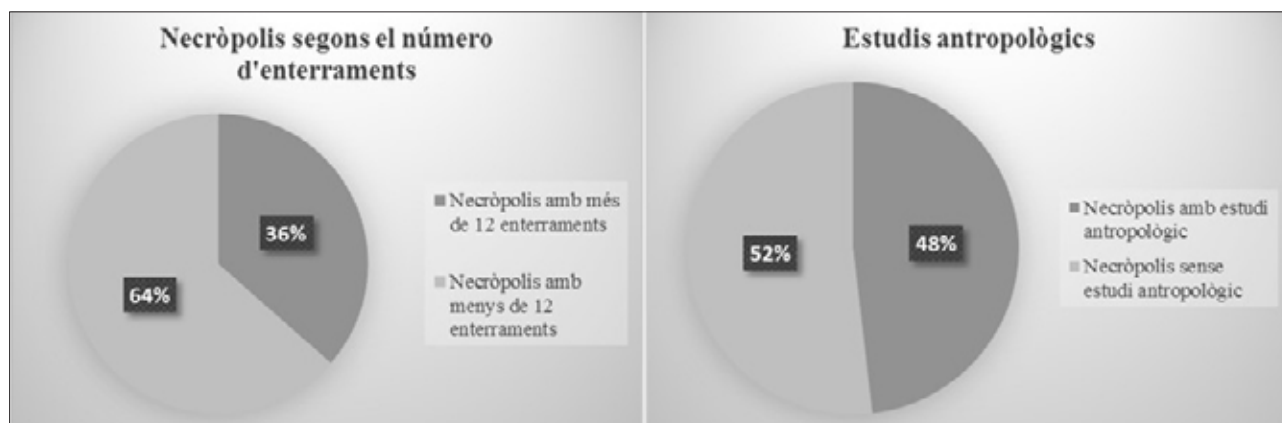 Necròpolis segons el número
d'enterraments
36%
64%
Necròpolis amb més
de 12 enterraments
Necròpolis amb
menys de 12
enterraments
Estudis antropològics
52%
48%
Necròpolis amb estudi
antropològic
Necròpolis sense
estudi antropològic